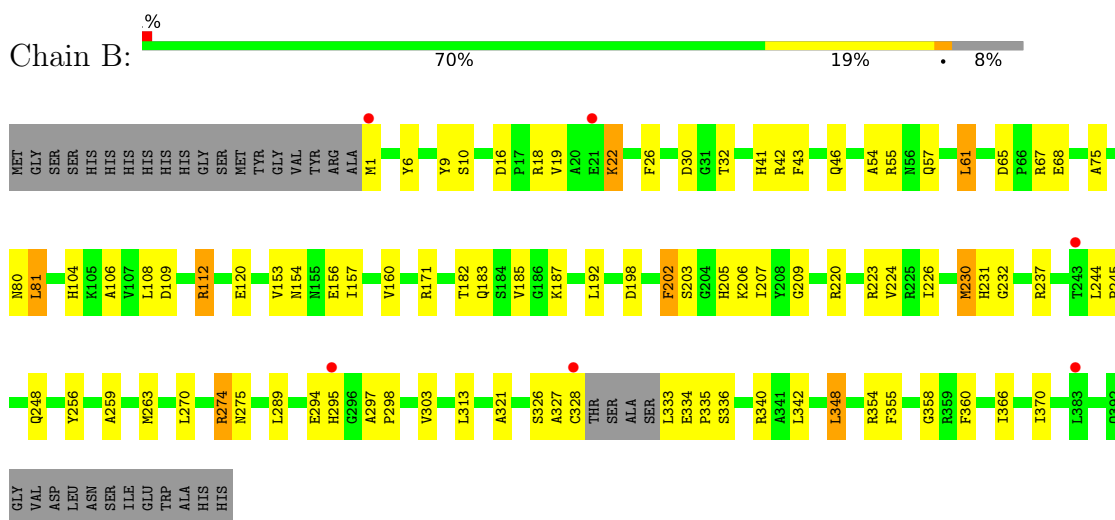 .%
Chain B:
70% 19% • 8%
MET GLY SER SER HIS HIS HIS HIS HIS HIS GLY SER MET TYR GLY VAL TYR ARG ALA M1 Y6 Y9 S10 D16 P17 R18 V19 A20 E21 K22 F26 D30 G31 T32 H41 R42 F43 Q46 A54 R55 N56 Q57 L61 D65 P66 R67 E68 A75
N80 L81 H104 K105 A106 V107 L108 D109 R112 E120 V153 N154 N155 E156 I157 V160 R171 T182 Q183 S184 V185 G186 K187 L192 D198 F202 S203 G204 H205 K206 I207 Y208 G209 R220 R223 V224 R225 I226 M230 H231 G232 R237 T243 L244
Q248 Y256 A259 M263 L270 R274 N275 L289 E294 H295 G296 A297 P298 V303 L313 A321 S326 A327 C328 THR SER ALA SER L333 E334 P335 S336 R340 A341 L342 L348 R354 F355 G358 R359 F360 I366 I370 L383
GLY VAL ASP LEU ASN SER ILE GLU TRP ALA HIS HIS